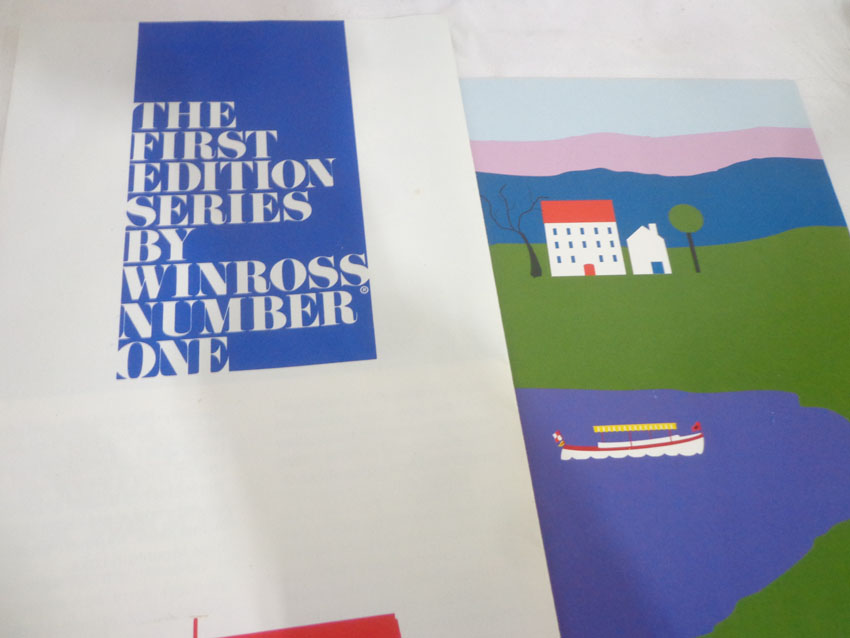 THE
FIRST
EDITION
SERIES
BY
WINROSS®
NUMBER
ONE